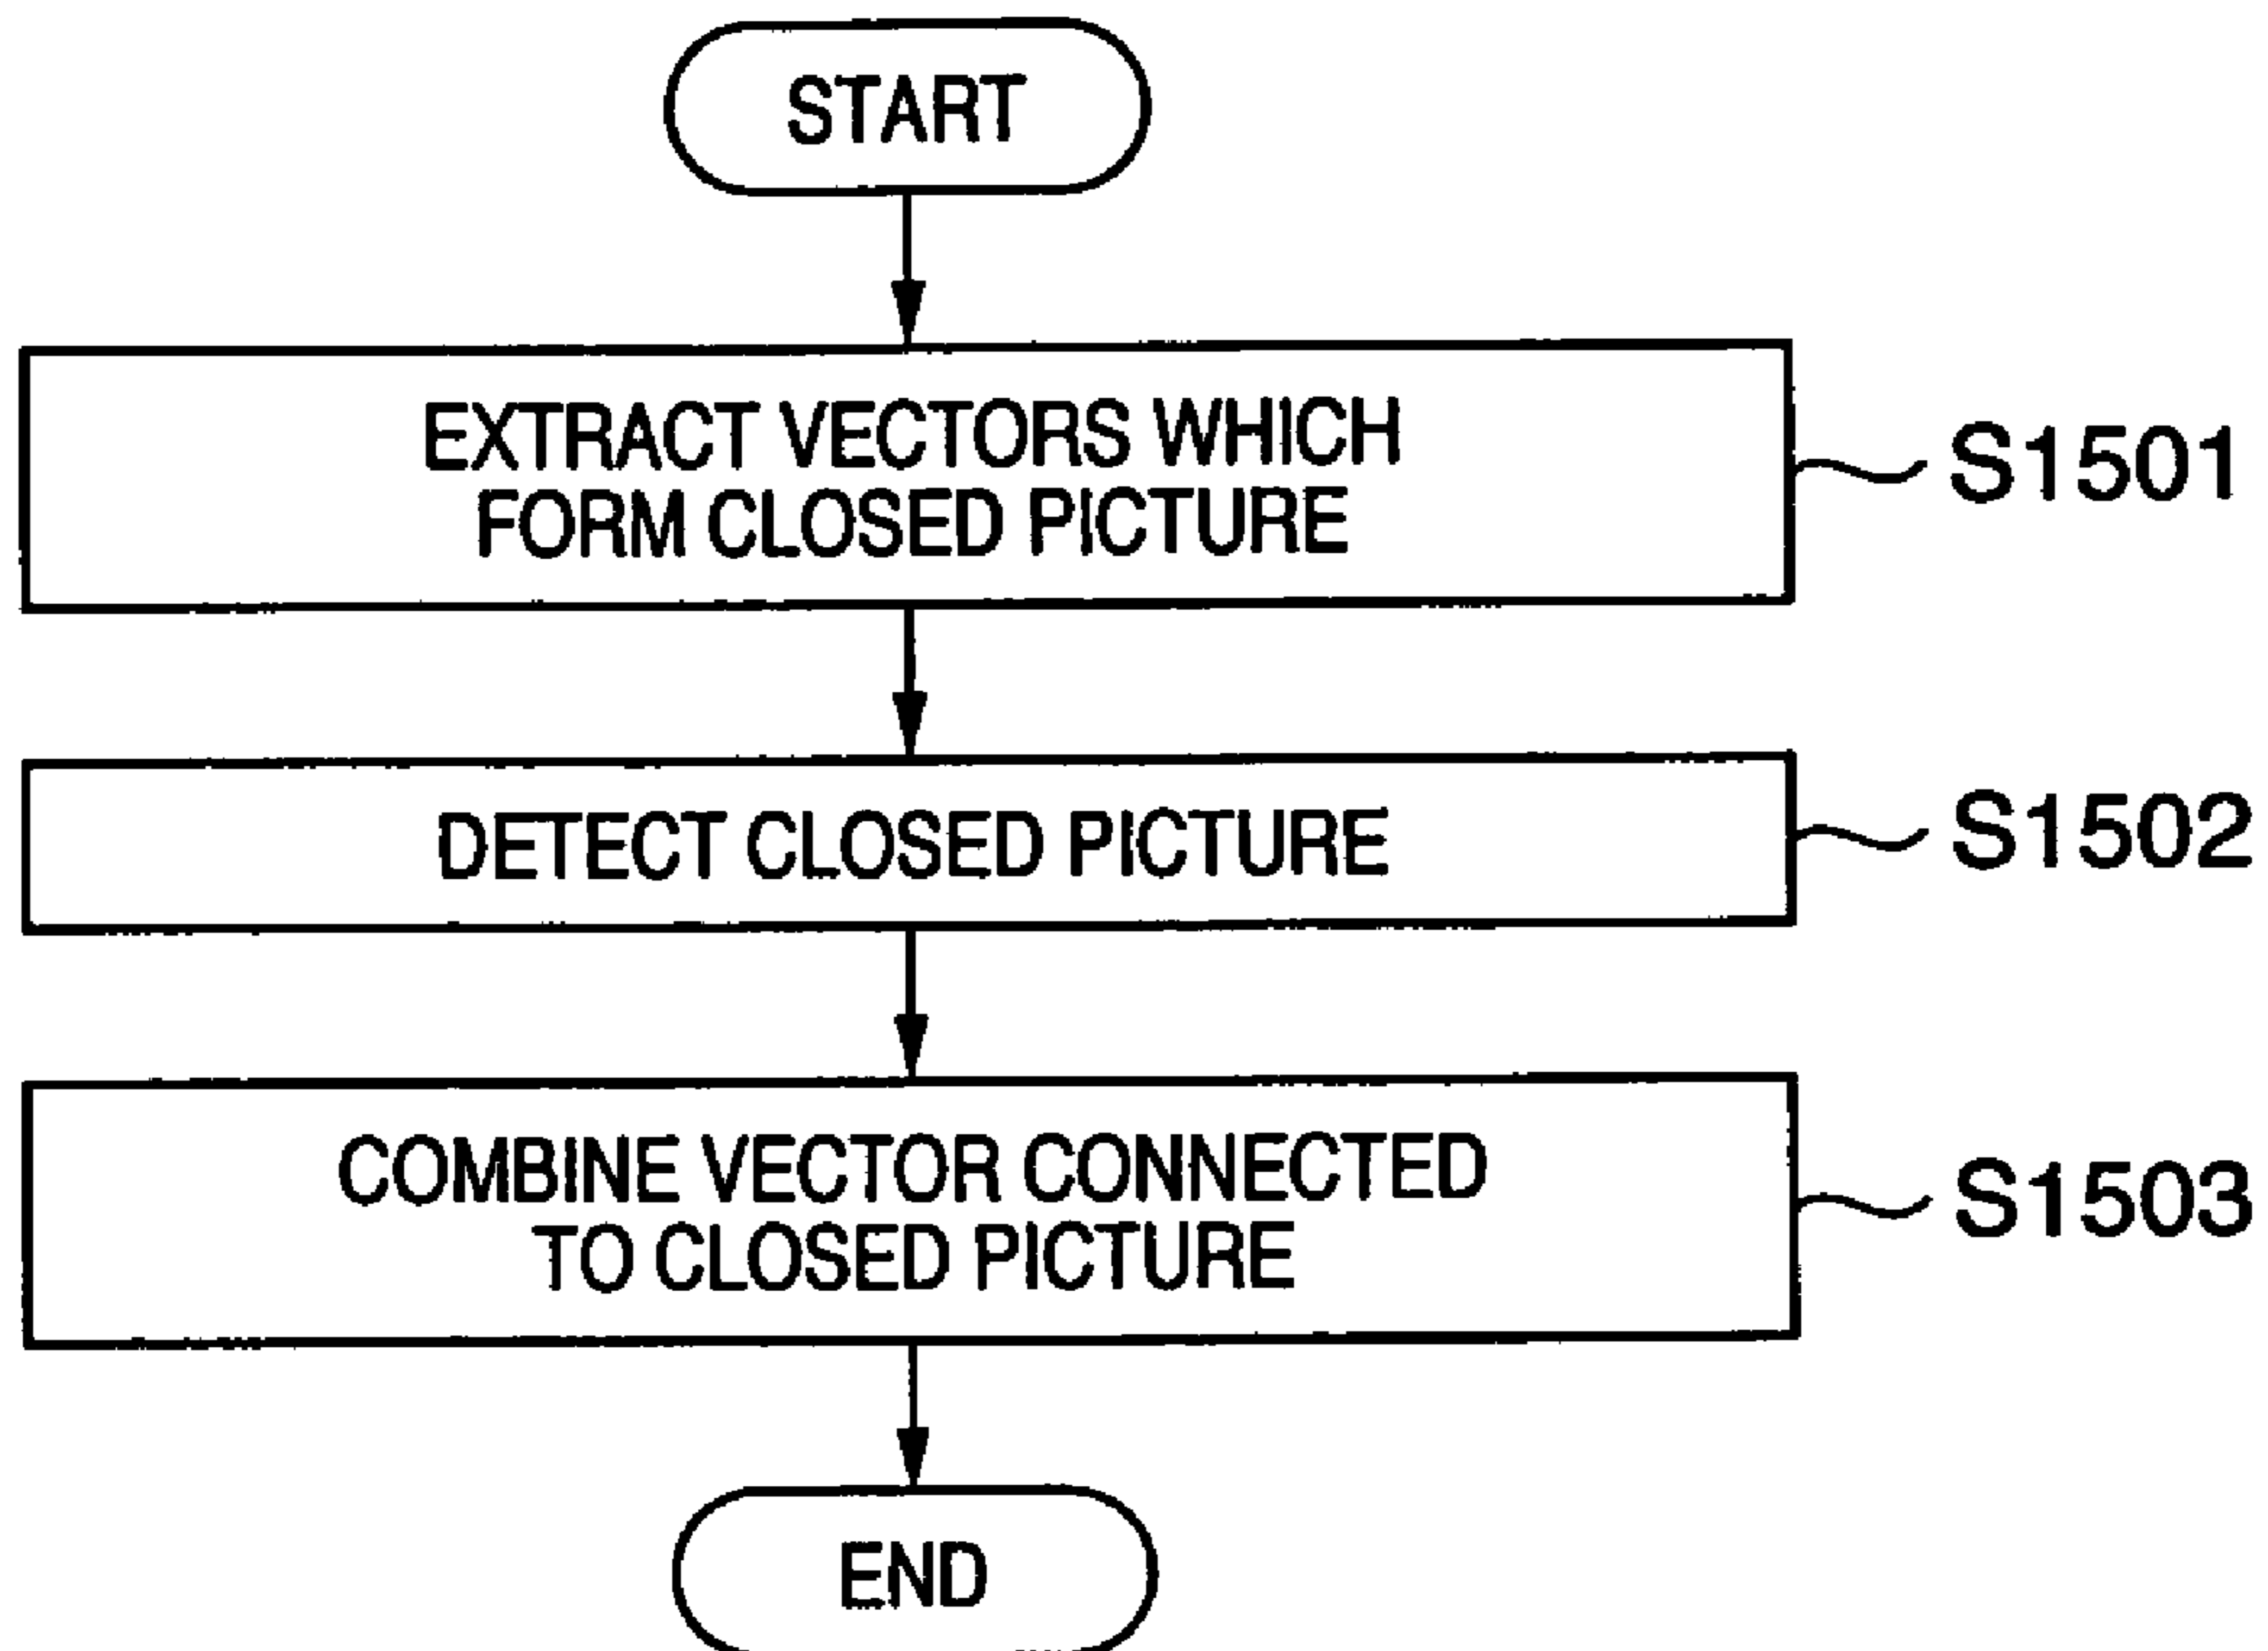 START
EXTRACT VECTORS WHICH
FORM CLOSED PICTURE
S1501
DETECT CLOSED PICTURE
S1502
COMBINE VECTOR CONNECTED
TO CLOSED PICTURE
S1503
END